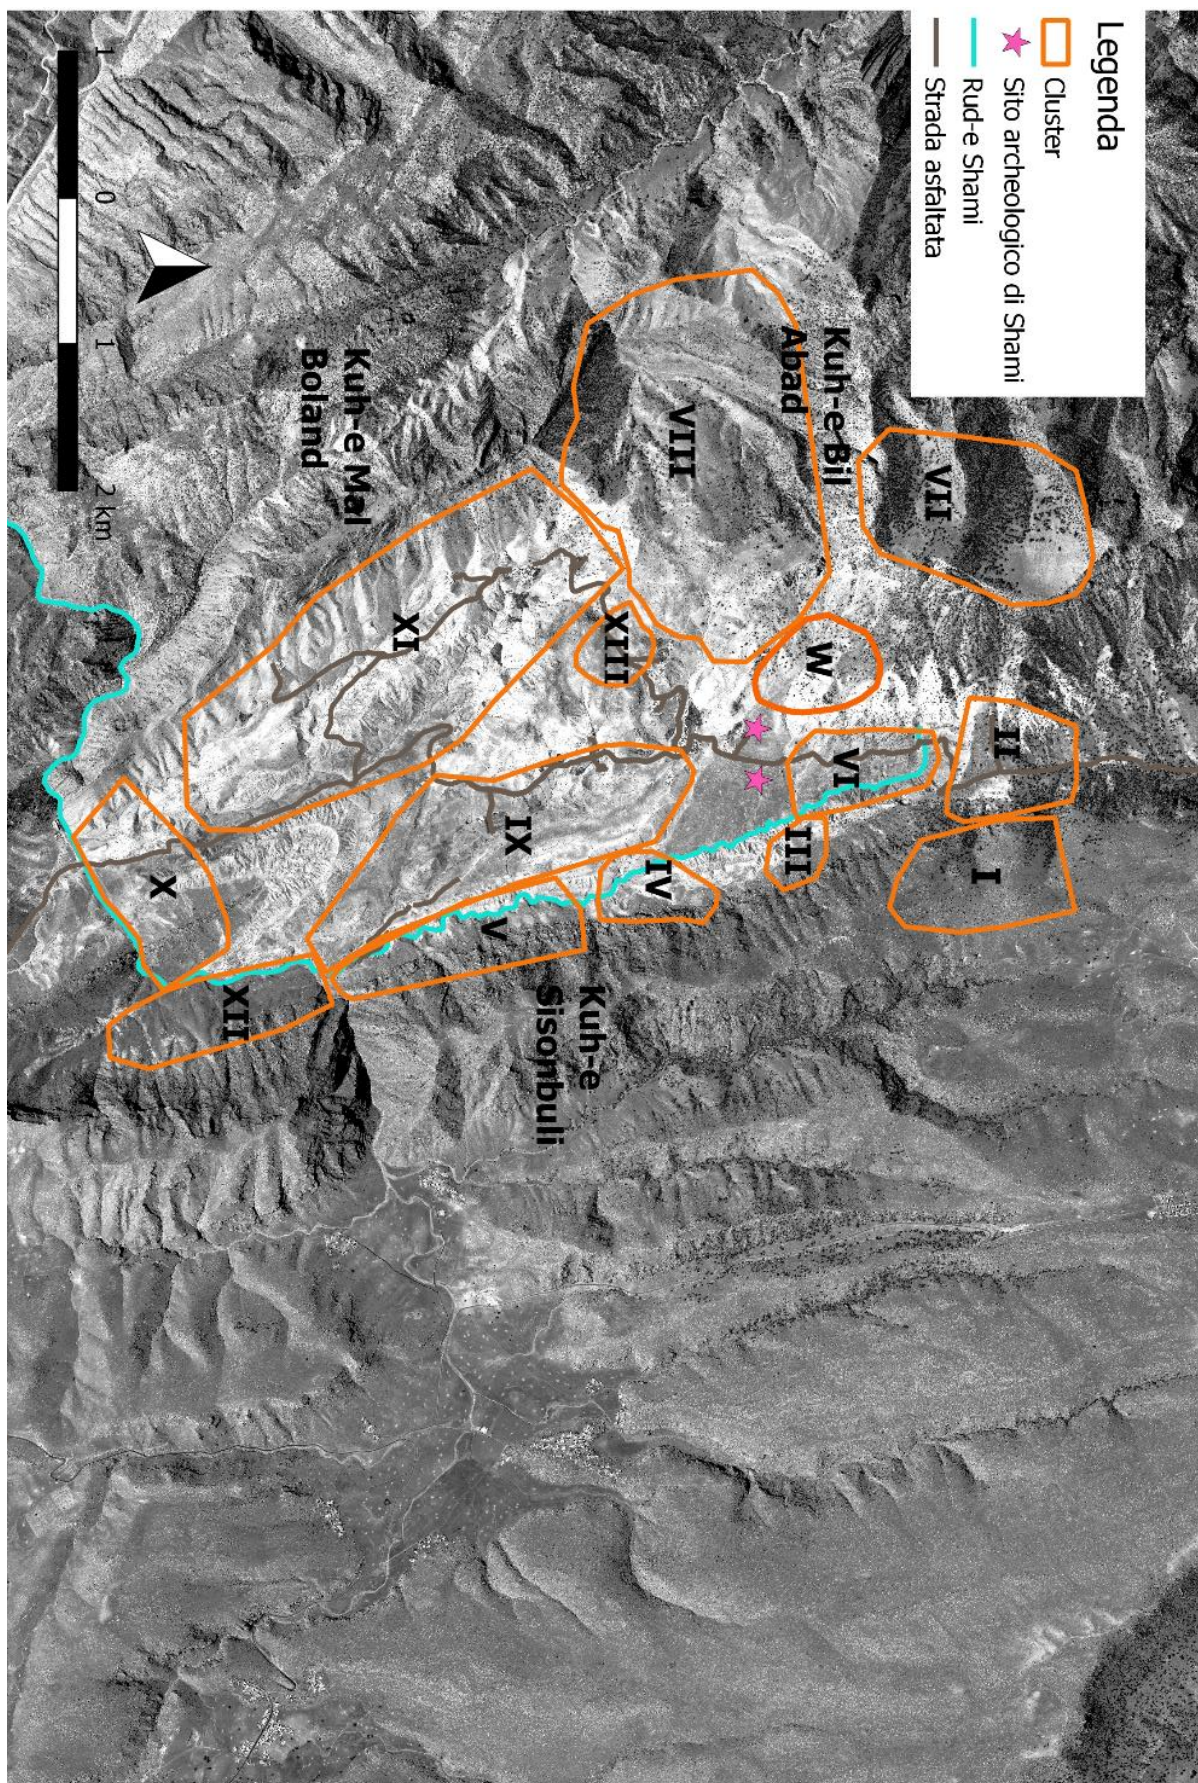 Legenda
Cluster
Sito archeologico di Shami
Rud-e Shami
Strada asfaltata
VII
Kuh-e Bil
Abad
VIII
W
II
I
VI
III
XIII
IV
IX
V
XI
Kuh-e Mal
Boland
Kuh-e
Sisonbuli
X
XII
1 0 1 2 km